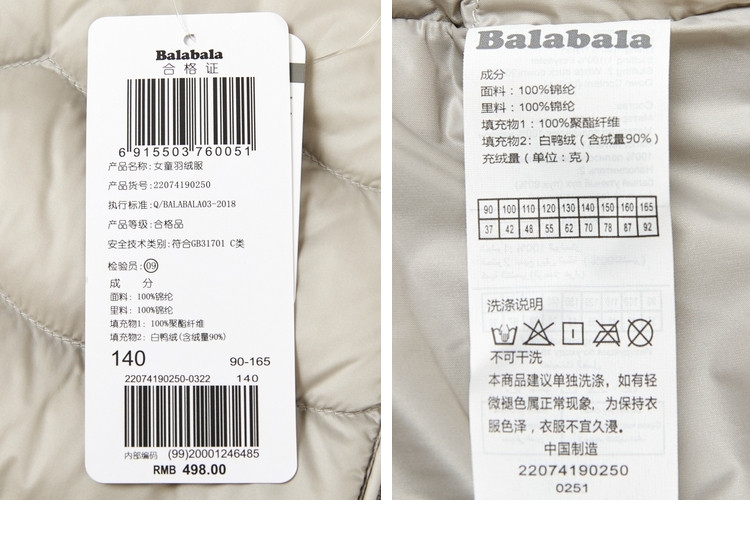 Balabala
合格证
6 915503 760051
产品名称:女童羽绒服
产品货号:22074190250
执行标准:Q/BALABALA03-2018
产品等级:合格品
安全技术类别:符合GB31701 C类
检验员:09
成 分
面料: 100%锦纶
里料: 100%锦纶
填充物1: 100%聚酯纤维
填充物2: 白鸭绒(含绒量90%)
140 90-165
22074190250-0322 140
内部编码 (99)20001246485
RMB 498.00
Balabala
成分
面料：100%锦纶
里料：100%锦纶
填充物1：100%聚酯纤维
填充物2：白鸭绒（含绒量90%）
充绒量（单位：克）
90 100 110 120 130 140 150 160 165
37 42 48 55 62 70 78 87 92
洗涤说明
不可干洗
本商品建议单独洗涤，如有轻
微褪色属正常现象，为保持衣
服色泽，衣服不宜久浸。
中国制造
22074190250
0251